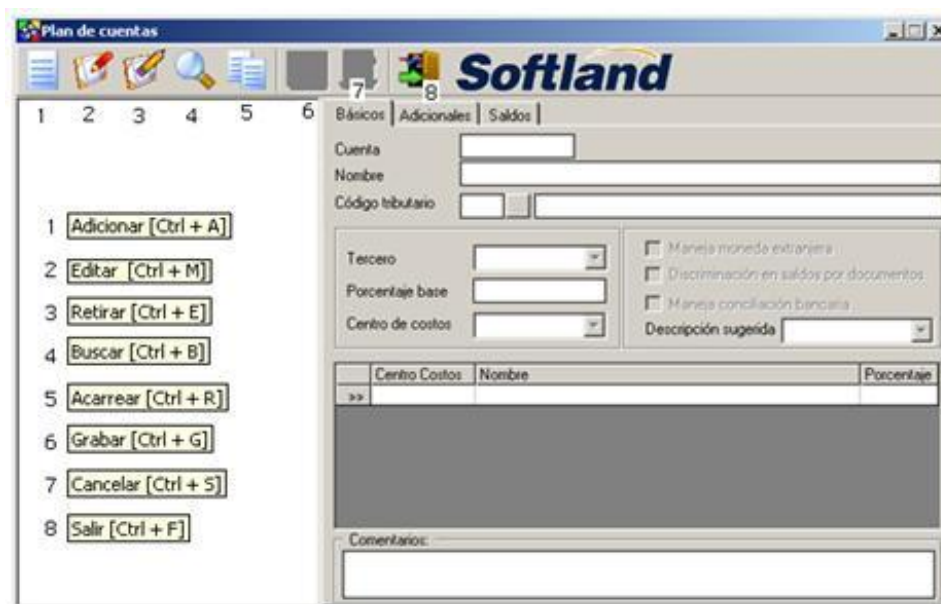 Plan de cuentas
Softland
7
8
1 2 3 4 5 6
Básicos Adicionales Saldos
Cuenta
Nombre
Código tributario
1 Adicionar [Ctrl + A]
2 Editar [Ctrl + M]
3 Retirar [Ctrl + E]
4 Buscar [Ctrl + B]
5 Acarrear [Ctrl + R]
6 Grabar [Ctrl + G]
7 Cancelar [Ctrl + S]
8 Salir [Ctrl + F]
Tercero
Porcentaje base
Centro de costos
Maneja moneda extranjera
Discriminación en saldos por documentos
Maneja conciliación bancaria
Descripción sugerida
Centro Costos Nombre Porcentaje
>>
Comentarios: